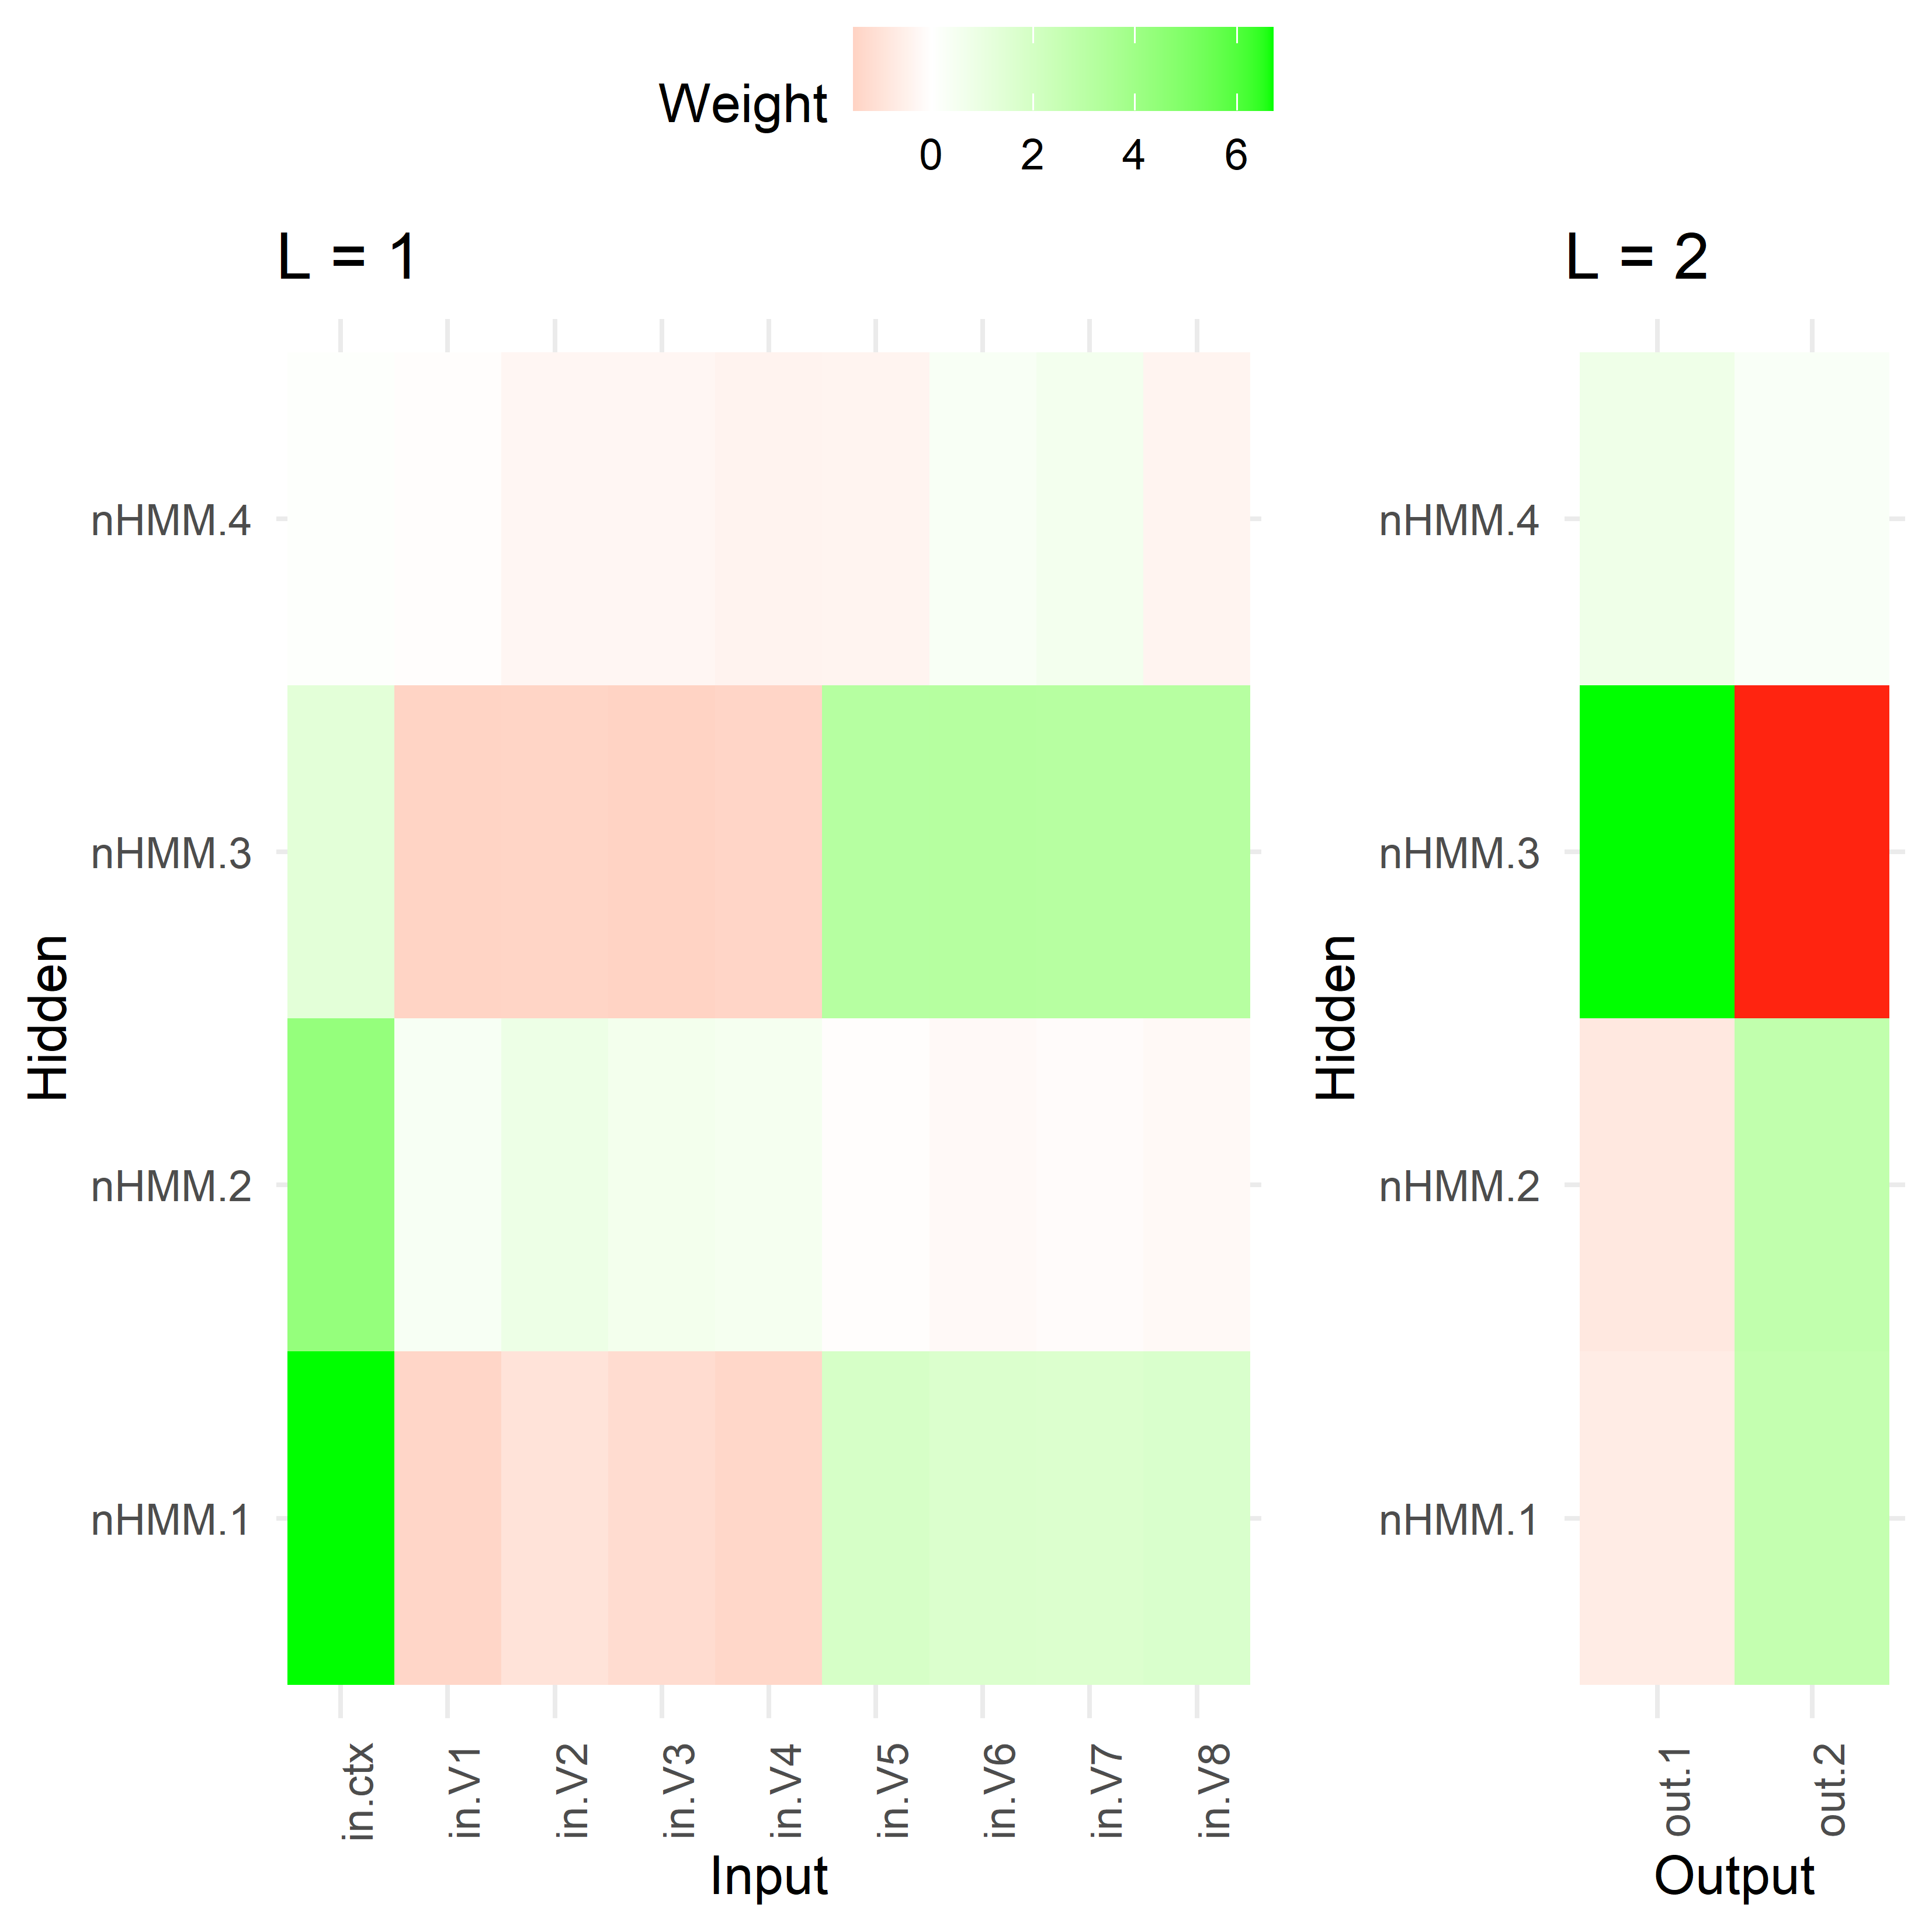 Weight
0 2 4 6
L = 1
L = 2
Hidden
nHMM.4
nHMM.3
nHMM.2
nHMM.1
in.ctx
in.V1
in.V2
in.V3
in.V4
in.V5
in.V6
in.V7
in.V8
Input
Hidden
nHMM.4
nHMM.3
nHMM.2
nHMM.1
out.1
out.2
Output